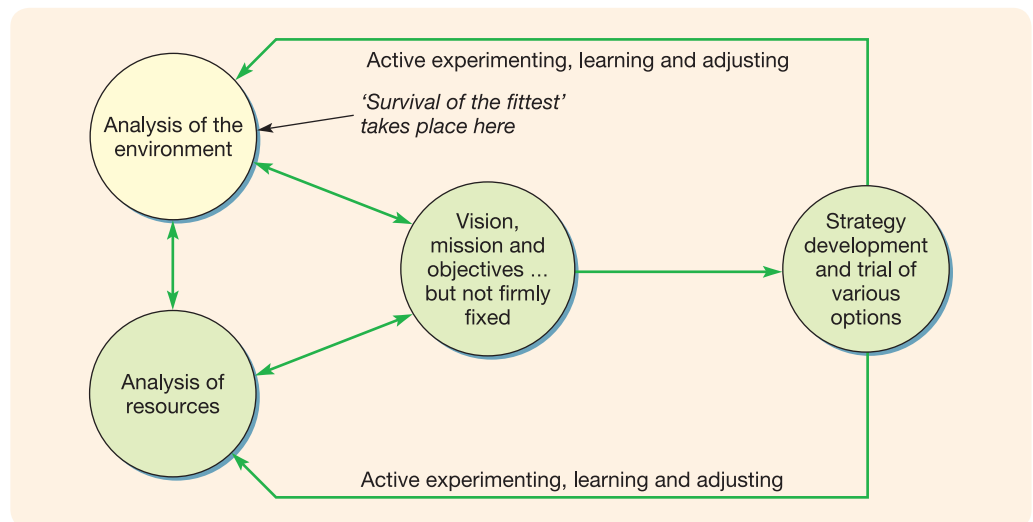 Active experimenting, learning and adjusting
‘Survival of the fittest’
takes place here
Analysis of the
environment
Vision,
mission and
objectives ...
but not firmly
fixed
Strategy
development
and trial of
various
options
Analysis of
resources
Active experimenting, learning and adjusting